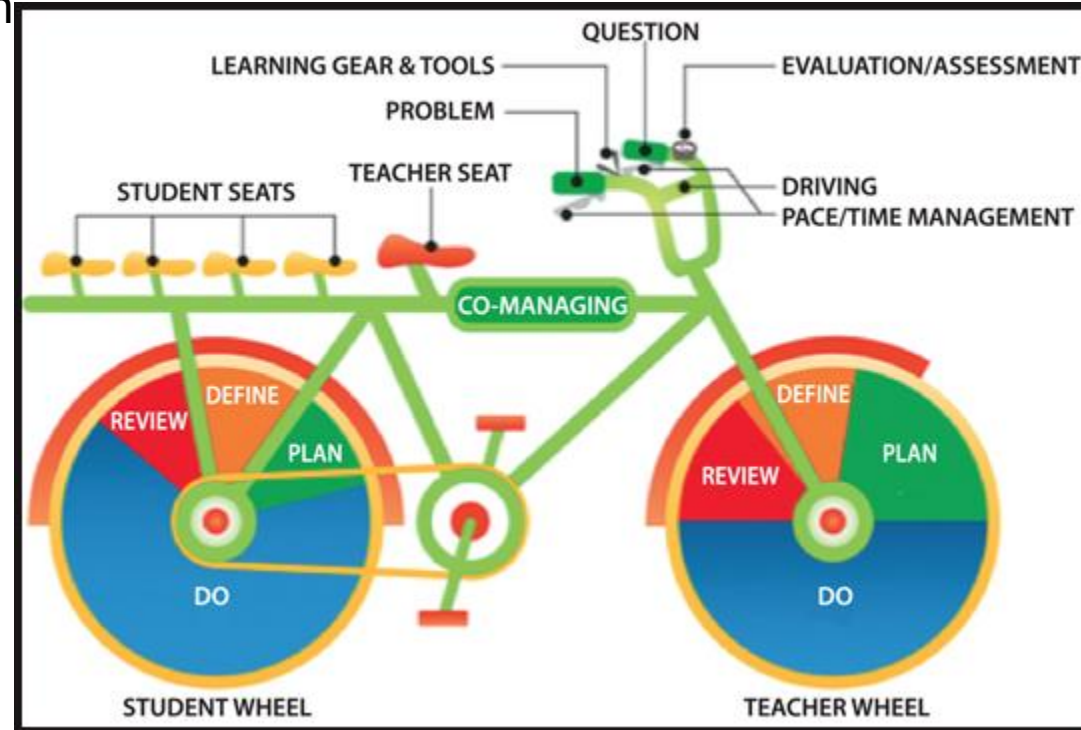 n
QUESTION
LEARNING GEAR & TOOLS
EVALUATION/ASSESSMENT
PROBLEM
TEACHER SEAT
STUDENT SEATS
DRIVING
PACE/TIME MANAGEMENT
CO-MANAGING
REVIEW
DEFINE
PLAN
DO
REVIEW
DEFINE
PLAN
DO
STUDENT WHEEL
TEACHER WHEEL